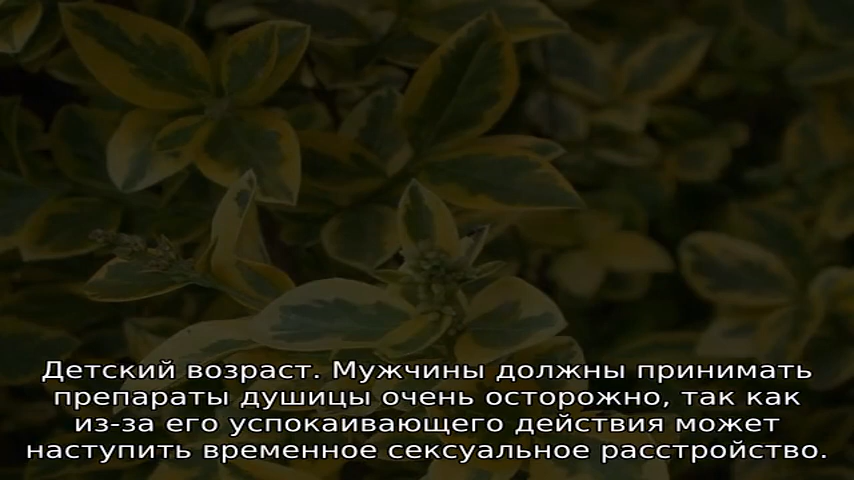 Детский возраст. Мужчины должны принимать
препараты душицы очень осторожно, так как
из-за его успокаивающего действия может
наступить временное сексуальное расстройство.